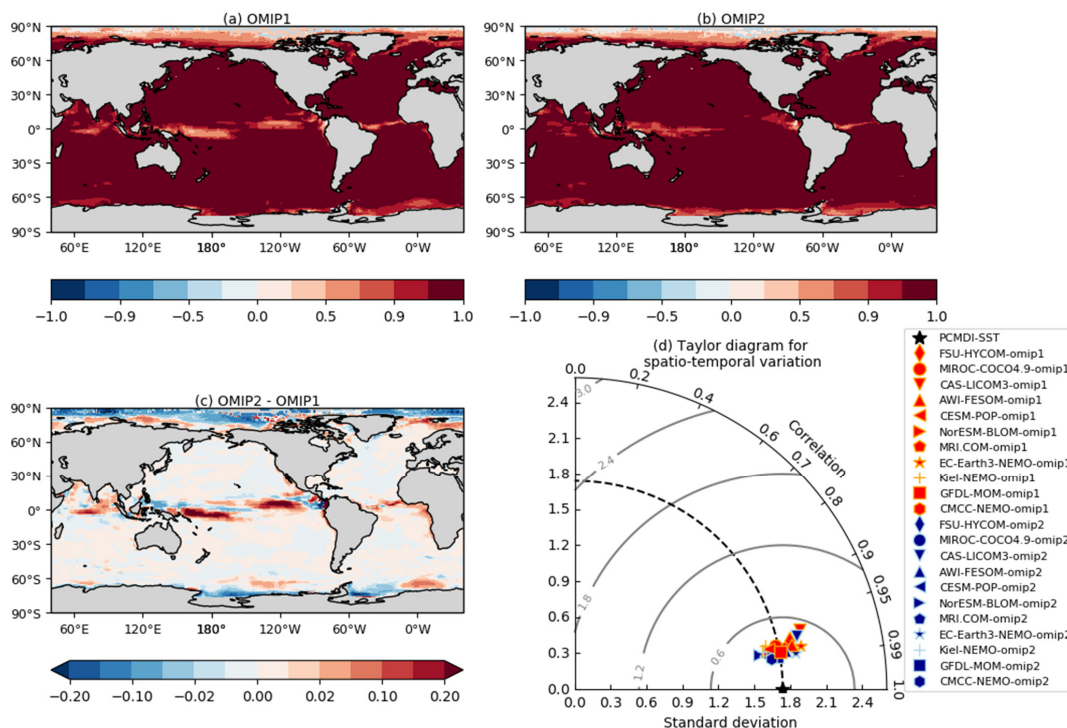 (a) OMIP1
90°N
60°N
30°N
0°
30°S
60°S
90°S
60°E 120°E 180° 120°W 60°W 0°W
−1.0 −0.9 −0.5 0.0 0.5 0.9 1.0
(b) OMIP2
90°N
60°N
30°N
0°
30°S
60°S
90°S
60°E 120°E 180° 120°W 60°W 0°W
−1.0 −0.9 −0.5 0.0 0.5 0.9 1.0
(c) OMIP2 - OMIP1
90°N
60°N
30°N
0°
30°S
60°S
90°S
60°E 120°E 180° 120°W 60°W 0°W
−0.20 −0.10 −0.02 0.00 0.02 0.10 0.20
(d) Taylor diagram for
spatio-temporal variation
0.0 0.2 0.4 0.6 0.7 0.8 0.9 0.95 0.99 1.0
Correlation
2.4
2.1
1.8
1.5
1.2
0.9
0.6
0.3
0.0
3.0
2.4
1.8
1.2
0.6
0.0 0.3 0.6 0.9 1.2 1.5 1.8 2.1 2.4
Standard deviation
PCMDI-SST
FSU-HYCOM-omip1
MIROC-COCO4.9-omip1
CAS-LICOM3-omip1
AWI-FESOM-omip1
CESM-POP-omip1
NorESM-BLOM-omip1
MRI.COM-omip1
EC-Earth3-NEMO-omip1
Kiel-NEMO-omip1
GFDL-MOM-omip1
CMCC-NEMO-omip1
FSU-HYCOM-omip2
MIROC-COCO4.9-omip2
CAS-LICOM3-omip2
AWI-FESOM-omip2
CESM-POP-omip2
NorESM-BLOM-omip2
MRI.COM-omip2
EC-Earth3-NEMO-omip2
Kiel-NEMO-omip2
GFDL-MOM-omip2
CMCC-NEMO-omip2